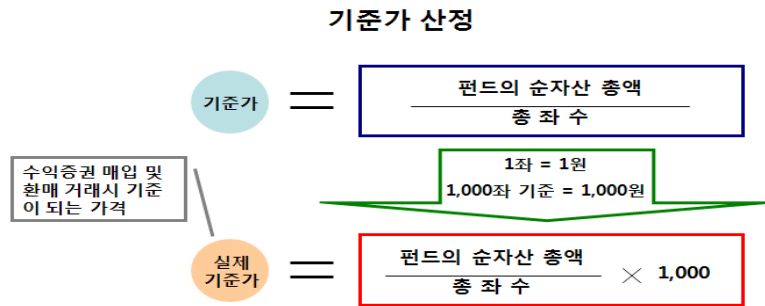 기준가 산정
기준가
펀드의 순자산 총액
총 좌 수
수익증권 매입 및
환매 거래시 기준
이 되는 가격
1좌 = 1원
1,000좌 기준 = 1,000원
실제
기준가
펀드의 순자산 총액
총 좌 수
× 1,000